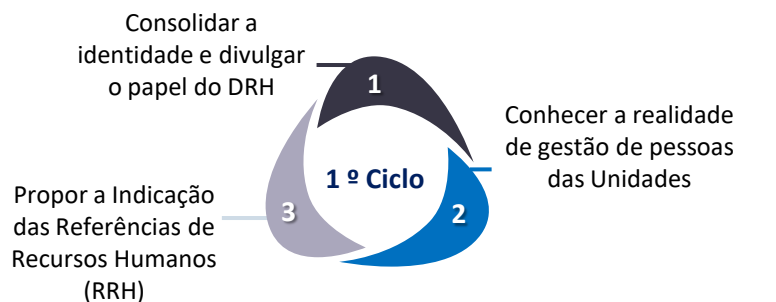 Consolidar a
identidade e divulgar
o papel do DRH
1
Conhecer a realidade
de gestão de pessoas
das Unidades
2
1 º Ciclo
Propor a Indicação
das Referências de
Recursos Humanos
(RRH)
3